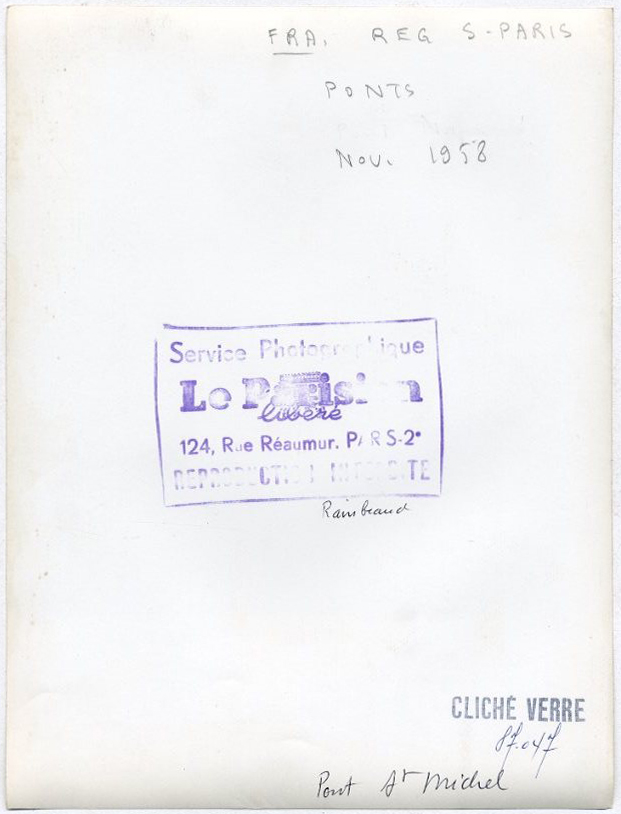 FRA. REG S-PARIS
PONTS
NOV. 1958
Service Photographique
Le Parisien
libéré
124, Rue Réaumur. PARIS-2e
REPRODUCTION INTERDITE
Raimbeaud
CLICHÉ VERRE
87.047
Pont St Michel